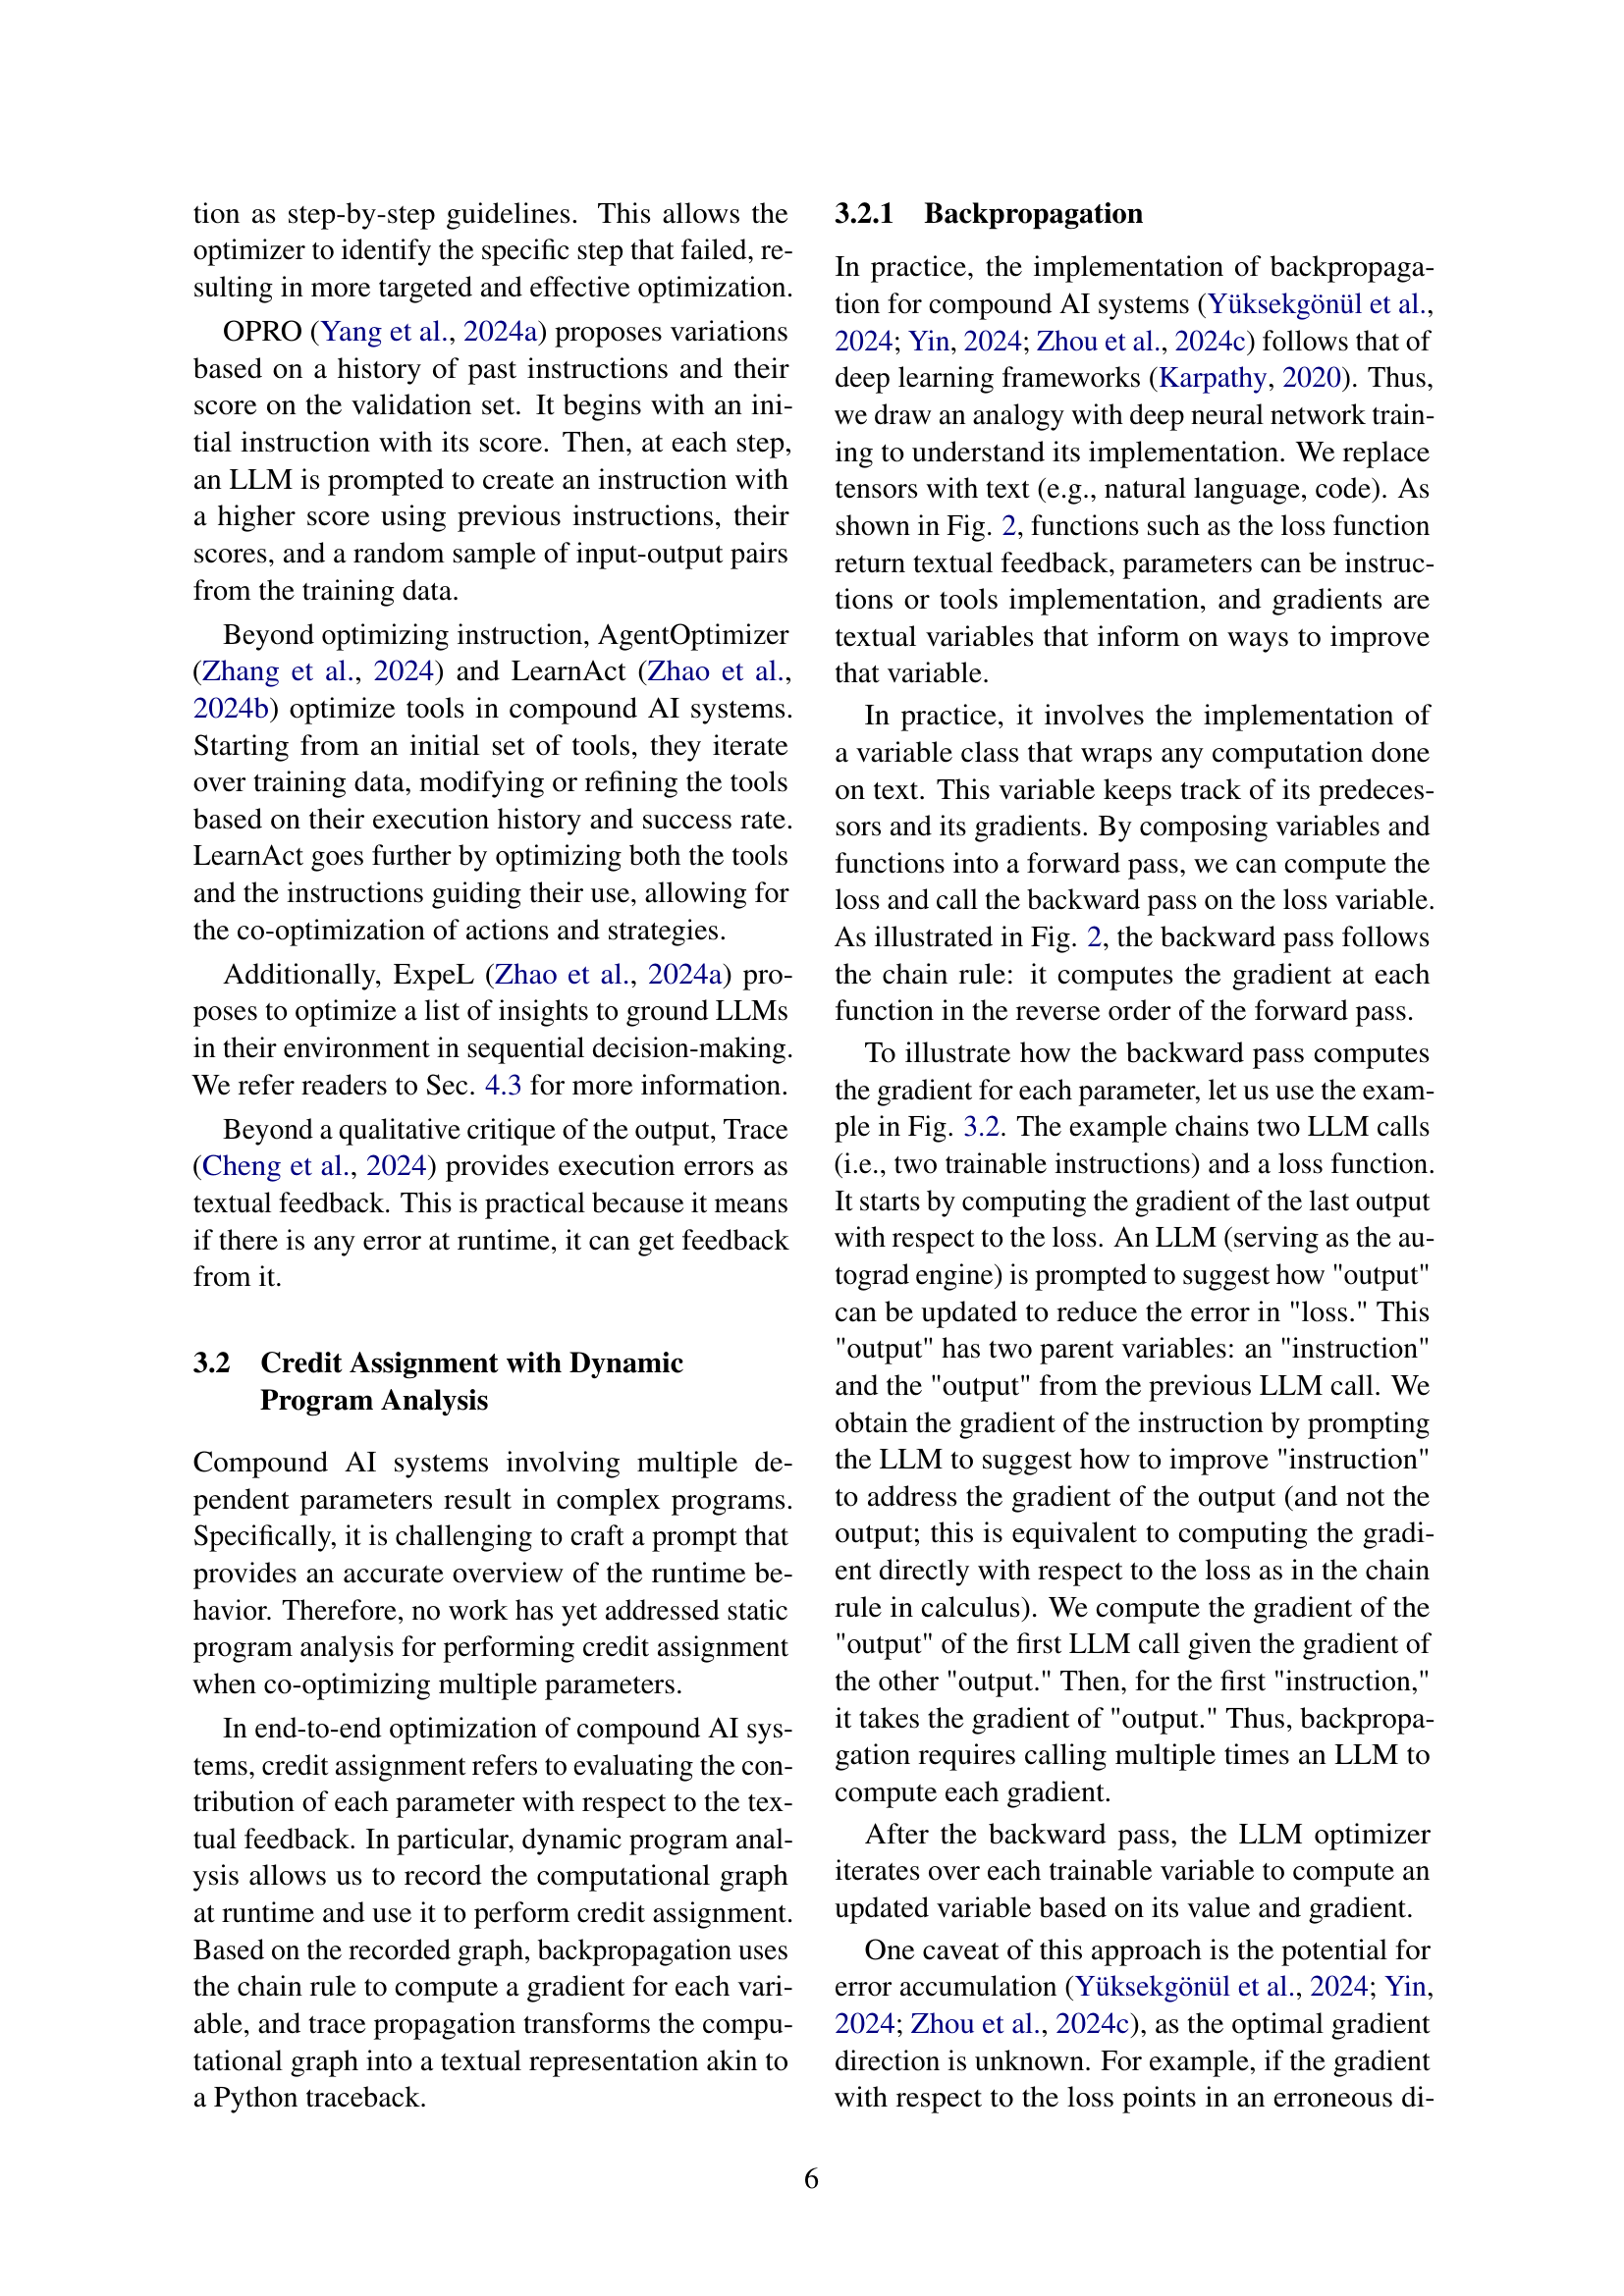 tion as step-by-step guidelines. This allows the
optimizer to identify the specific step that failed, re-
sulting in more targeted and effective optimization.
OPRO (Yang et al., 2024a) proposes variations
based on a history of past instructions and their
score on the validation set. It begins with an ini-
tial instruction with its score. Then, at each step,
an LLM is prompted to create an instruction with
a higher score using previous instructions, their
scores, and a random sample of input-output pairs
from the training data.
Beyond optimizing instruction, AgentOptimizer
(Zhang et al., 2024) and LearnAct (Zhao et al.,
2024b) optimize tools in compound AI systems.
Starting from an initial set of tools, they iterate
over training data, modifying or refining the tools
based on their execution history and success rate.
LearnAct goes further by optimizing both the tools
and the instructions guiding their use, allowing for
the co-optimization of actions and strategies.
Additionally, ExpeL (Zhao et al., 2024a) pro-
poses to optimize a list of insights to ground LLMs
in their environment in sequential decision-making.
We refer readers to Sec. 4.3 for more information.
Beyond a qualitative critique of the output, Trace
(Cheng et al., 2024) provides execution errors as
textual feedback. This is practical because it means
if there is any error at runtime, it can get feedback
from it.
3.2 Credit Assignment with Dynamic
Program Analysis
Compound AI systems involving multiple de-
pendent parameters result in complex programs.
Specifically, it is challenging to craft a prompt that
provides an accurate overview of the runtime be-
havior. Therefore, no work has yet addressed static
program analysis for performing credit assignment
when co-optimizing multiple parameters.
In end-to-end optimization of compound AI sys-
tems, credit assignment refers to evaluating the con-
tribution of each parameter with respect to the tex-
tual feedback. In particular, dynamic program anal-
ysis allows us to record the computational graph
at runtime and use it to perform credit assignment.
Based on the recorded graph, backpropagation uses
the chain rule to compute a gradient for each vari-
able, and trace propagation transforms the compu-
tational graph into a textual representation akin to
a Python traceback.
3.2.1 Backpropagation
In practice, the implementation of backpropaga-
tion for compound AI systems (Yüksekgönül et al.,
2024; Yin, 2024; Zhou et al., 2024c) follows that of
deep learning frameworks (Karpathy, 2020). Thus,
we draw an analogy with deep neural network train-
ing to understand its implementation. We replace
tensors with text (e.g., natural language, code). As
shown in Fig. 2, functions such as the loss function
return textual feedback, parameters can be instruc-
tions or tools implementation, and gradients are
textual variables that inform on ways to improve
that variable.
In practice, it involves the implementation of
a variable class that wraps any computation done
on text. This variable keeps track of its predeces-
sors and its gradients. By composing variables and
functions into a forward pass, we can compute the
loss and call the backward pass on the loss variable.
As illustrated in Fig. 2, the backward pass follows
the chain rule: it computes the gradient at each
function in the reverse order of the forward pass.
To illustrate how the backward pass computes
the gradient for each parameter, let us use the exam-
ple in Fig. 3.2. The example chains two LLM calls
(i.e., two trainable instructions) and a loss function.
It starts by computing the gradient of the last output
with respect to the loss. An LLM (serving as the au-
tograd engine) is prompted to suggest how "output"
can be updated to reduce the error in "loss." This
"output" has two parent variables: an "instruction"
and the "output" from the previous LLM call. We
obtain the gradient of the instruction by prompting
the LLM to suggest how to improve "instruction"
to address the gradient of the output (and not the
output; this is equivalent to computing the gradi-
ent directly with respect to the loss as in the chain
rule in calculus). We compute the gradient of the
"output" of the first LLM call given the gradient of
the other "output." Then, for the first "instruction,"
it takes the gradient of "output." Thus, backpropa-
gation requires calling multiple times an LLM to
compute each gradient.
After the backward pass, the LLM optimizer
iterates over each trainable variable to compute an
updated variable based on its value and gradient.
One caveat of this approach is the potential for
error accumulation (Yüksekgönül et al., 2024; Yin,
2024; Zhou et al., 2024c), as the optimal gradient
direction is unknown. For example, if the gradient
with respect to the loss points in an erroneous di-
6